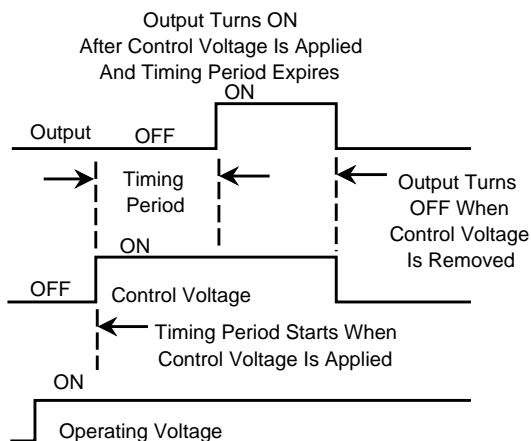 Output Turns ON
After Control Voltage Is Applied
And Timing Period Expires
ON
Output
OFF
Timing
Period
Output Turns
OFF When
Control Voltage
Is Removed
ON
OFF
Control Voltage
Timing Period Starts When
Control Voltage Is Applied
ON
Operating Voltage